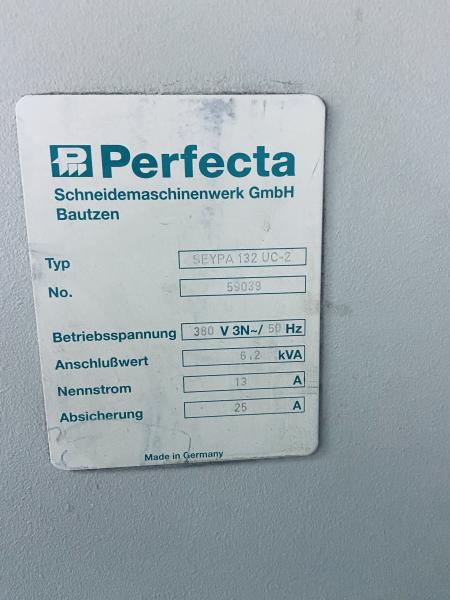 Perfecta
Schneidemaschinenwerk GmbH
Bautzen
Typ SEYPA 132 UC-2
No. 59039
Betriebsspannung 380 V 3N~/ 50 Hz
Anschlußwert 6,2 kVA
Nennstrom 13 A
Absicherung 25 A
Made in Germany